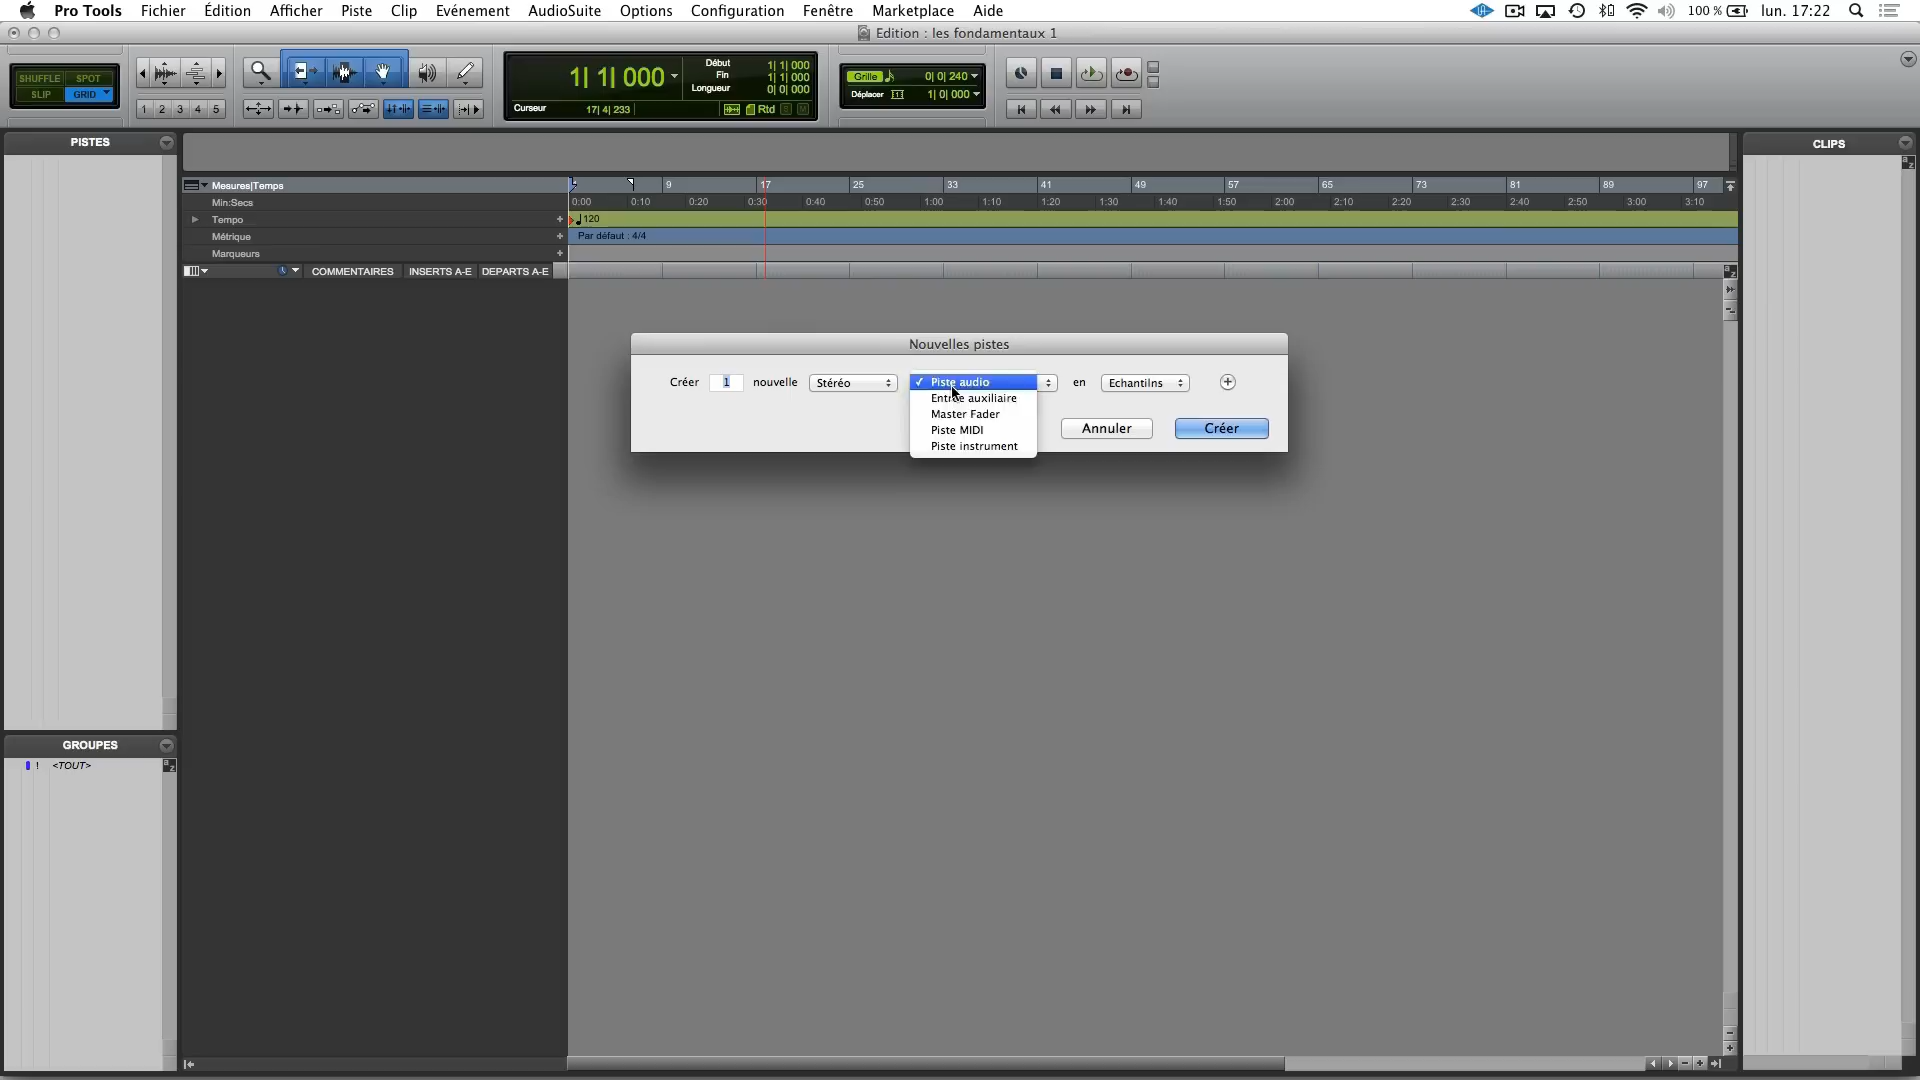 Pro Tools Fichier Édition Afficher Piste Clip Evénement AudioSuite Options Configuration Fenêtre Marketplace Aide 100 % lun. 17:22
Edition : les fondamentaux 1
SHUFFLE SPOT
SLIP GRID
1 2 3 4 5
1| 1| 000
Début 1| 1| 000
Fin 1| 1| 000
Longueur 0| 0| 000
Curseur 17| 4| 233 Rtd
Grille 0| 0| 240
Déplacer 1| 0| 000
PISTES
CLIPS
Mesures|Temps 9 17 25 33 41 49 57 65 73 81 89 97
Min:Secs 0:00 0:10 0:20 0:30 0:40 0:50 1:00 1:10 1:20 1:30 1:40 1:50 2:00 2:10 2:20 2:30 2:40 2:50 3:00 3:10
Tempo + 120
Métrique + Par défaut : 4/4
Marqueurs +
COMMENTAIRES INSERTS A-E DEPARTS A-E
Nouvelles pistes
Créer 1 nouvelle Stéréo ✓ Piste audio en Echantilns
Entrée auxiliaire
Master Fader
Piste MIDI
Piste instrument
Annuler Créer
GROUPES
! <TOUT>